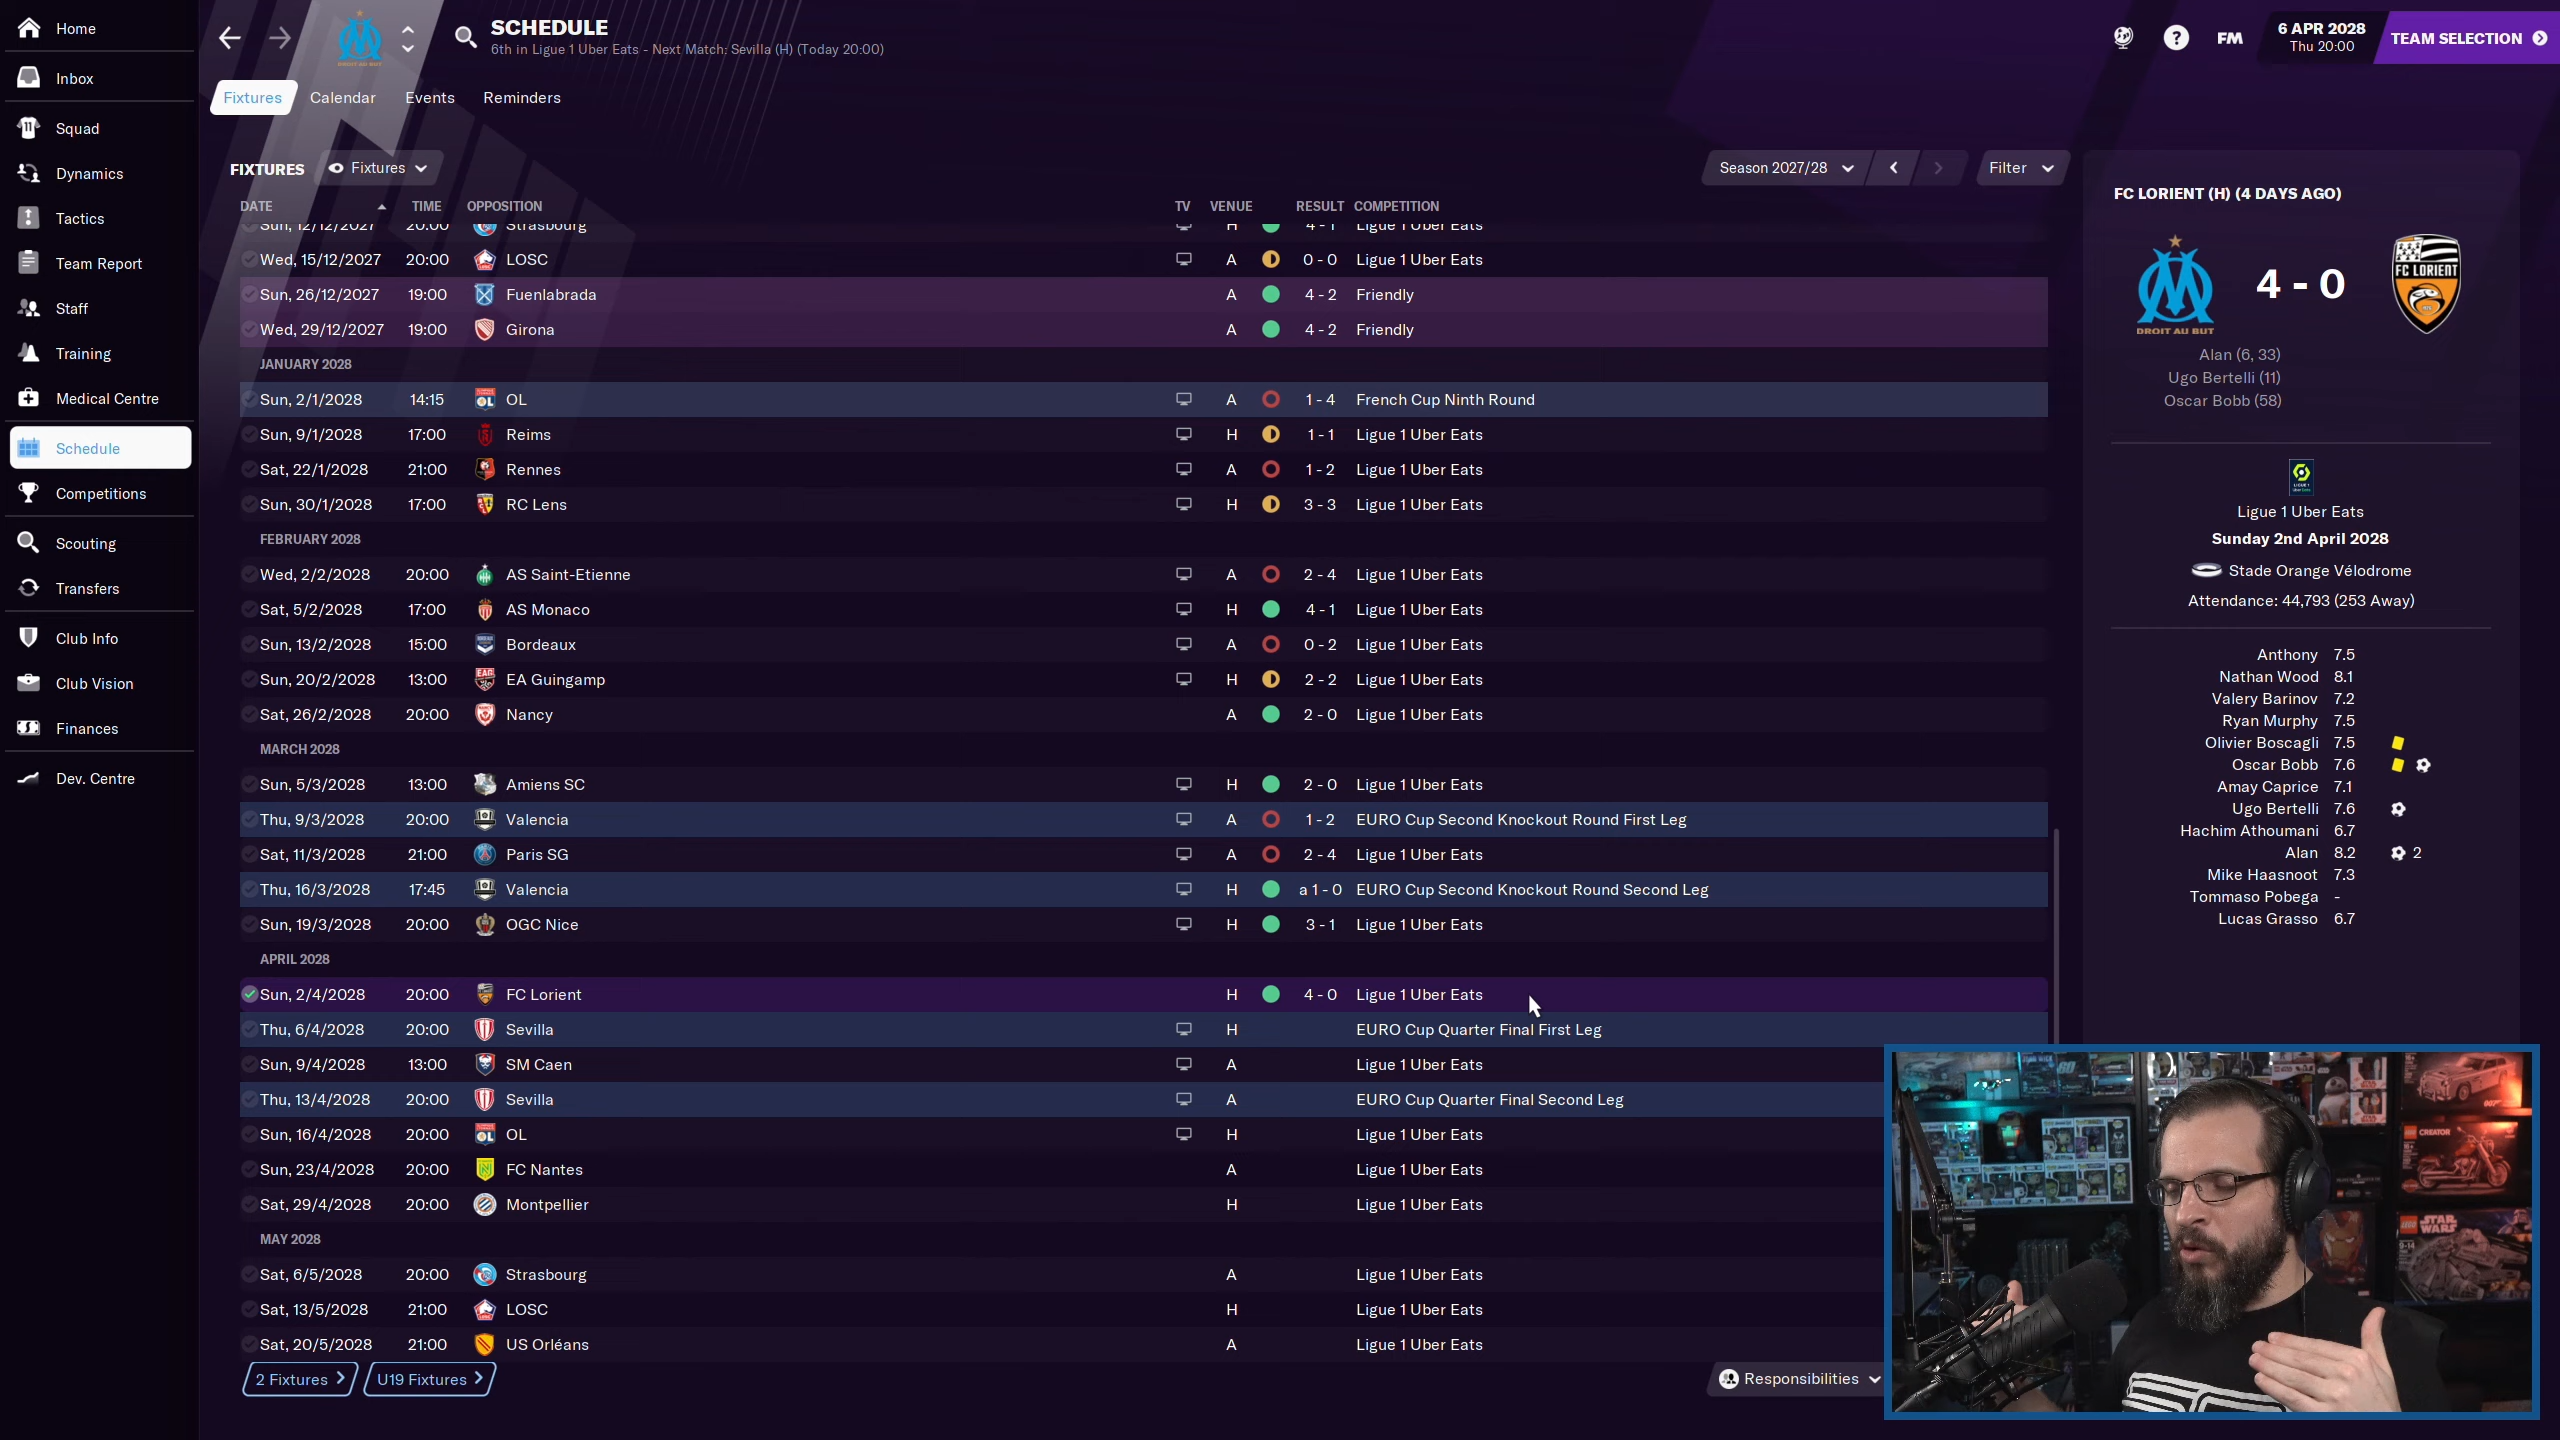 Home
Inbox
Squad
Dynamics
Tactics
Team Report
Staff
Training
Medical Centre
Schedule
Competitions
Scouting
Transfers
Club Info
Club Vision
Finances
Dev. Centre
DROIT AU BUT
SCHEDULE
6th in Ligue 1 Uber Eats - Next Match: Sevilla (H) (Today 20:00)
? FM
6 APR 2028
Thu 20:00
TEAM SELECTION
Fixtures Calendar Events Reminders
FIXTURES Fixtures Season 2027/28 Filter
DATE TIME OPPOSITION TV VENUE RESULT COMPETITION
Sun, 12/12/2027 20:00 Strasbourg H 4 - 1 Ligue 1 Uber Eats
Wed, 15/12/2027 20:00 LOSC A 0 - 0 Ligue 1 Uber Eats
Sun, 26/12/2027 19:00 Fuenlabrada A 4 - 2 Friendly
Wed, 29/12/2027 19:00 Girona A 4 - 2 Friendly
JANUARY 2028
Sun, 2/1/2028 14:15 OL A 1 - 4 French Cup Ninth Round
Sun, 9/1/2028 17:00 Reims H 1 - 1 Ligue 1 Uber Eats
Sat, 22/1/2028 21:00 Rennes A 1 - 2 Ligue 1 Uber Eats
Sun, 30/1/2028 17:00 RC Lens H 3 - 3 Ligue 1 Uber Eats
FEBRUARY 2028
Wed, 2/2/2028 20:00 AS Saint-Etienne A 2 - 4 Ligue 1 Uber Eats
Sat, 5/2/2028 17:00 AS Monaco H 4 - 1 Ligue 1 Uber Eats
Sun, 13/2/2028 15:00 Bordeaux A 0 - 2 Ligue 1 Uber Eats
Sun, 20/2/2028 13:00 EA Guingamp H 2 - 2 Ligue 1 Uber Eats
Sat, 26/2/2028 20:00 Nancy A 2 - 0 Ligue 1 Uber Eats
MARCH 2028
Sun, 5/3/2028 13:00 Amiens SC H 2 - 0 Ligue 1 Uber Eats
Thu, 9/3/2028 20:00 Valencia A 1 - 2 EURO Cup Second Knockout Round First Leg
Sat, 11/3/2028 21:00 Paris SG A 2 - 4 Ligue 1 Uber Eats
Thu, 16/3/2028 17:45 Valencia H a 1 - 0 EURO Cup Second Knockout Round Second Leg
Sun, 19/3/2028 20:00 OGC Nice H 3 - 1 Ligue 1 Uber Eats
APRIL 2028
Sun, 2/4/2028 20:00 FC Lorient H 4 - 0 Ligue 1 Uber Eats
Thu, 6/4/2028 20:00 Sevilla H EURO Cup Quarter Final First Leg
Sun, 9/4/2028 13:00 SM Caen A Ligue 1 Uber Eats
Thu, 13/4/2028 20:00 Sevilla A EURO Cup Quarter Final Second Leg
Sun, 16/4/2028 20:00 OL H Ligue 1 Uber Eats
Sun, 23/4/2028 20:00 FC Nantes A Ligue 1 Uber Eats
Sat, 29/4/2028 20:00 Montpellier H Ligue 1 Uber Eats
MAY 2028
Sat, 6/5/2028 20:00 Strasbourg A Ligue 1 Uber Eats
Sat, 13/5/2028 21:00 LOSC H Ligue 1 Uber Eats
Sat, 20/5/2028 21:00 US Orléans A Ligue 1 Uber Eats
2 Fixtures U19 Fixtures Responsibilities
FC LORIENT (H) (4 DAYS AGO)
DROIT AU BUT
4 - 0
FC LORIENT
Alan (6, 33)
Ugo Bertelli (11)
Oscar Bobb (58)
Ligue 1 Uber Eats
Sunday 2nd April 2028
Stade Orange Vélodrome
Attendance: 44,793 (253 Away)
Anthony 7.5
Nathan Wood 8.1
Valery Barinov 7.2
Ryan Murphy 7.5
Olivier Boscagli 7.5
Oscar Bobb 7.6
Amay Caprice 7.1
Ugo Bertelli 7.6
Hachim Athoumani 6.7
Alan 8.2 2
Mike Haasnoot 7.3
Tommaso Pobega -
Lucas Grasso 6.7
007
CREATOR
STAR
WARS